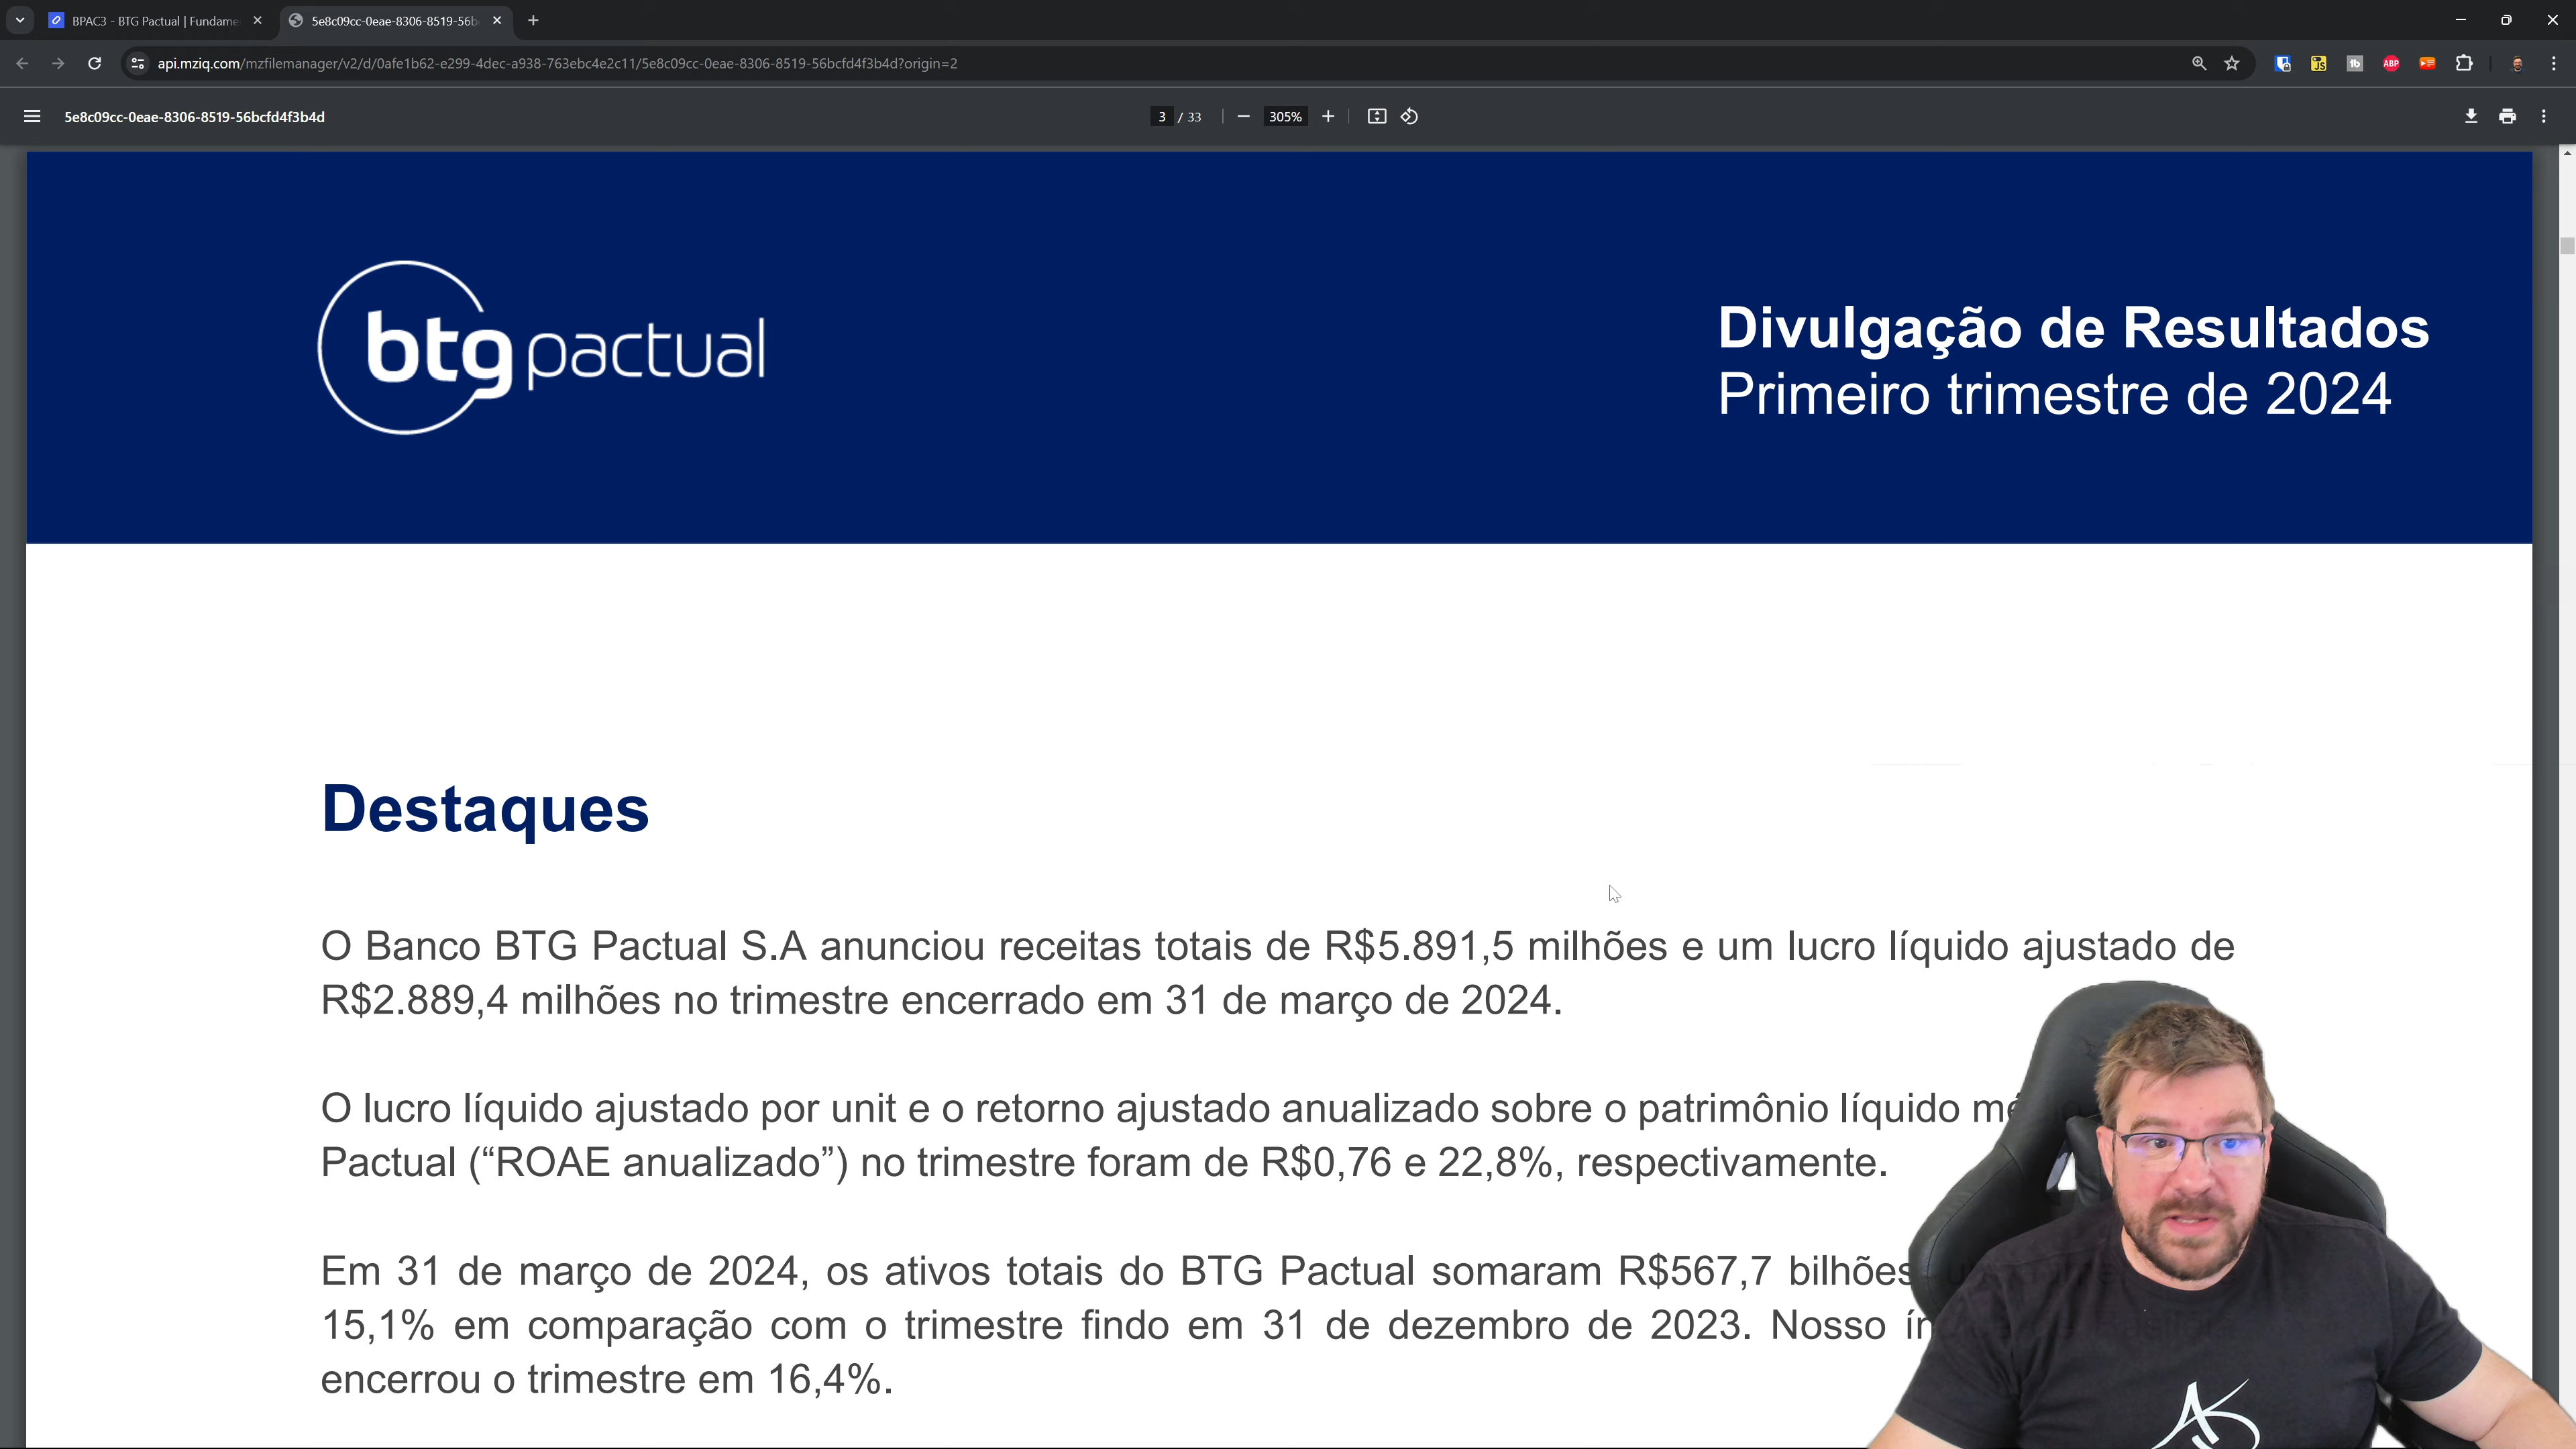 BPAC3 - BTG Pactual | Fundame
5e8c09cc-0eae-8306-8519-56b
api.mziq.com/mzfilemanager/v2/d/0afe1b62-e299-4dec-a938-763ebc4e2c11/5e8c09cc-0eae-8306-8519-56bcfd4f3b4d?origin=2
JS
tb
ABP
5e8c09cc-0eae-8306-8519-56bcfd4f3b4d
3 / 33
305%
btg pactual
Divulgação de Resultados
Primeiro trimestre de 2024
Destaques
O Banco BTG Pactual S.A anunciou receitas totais de R$5.891,5 milhões e um lucro líquido ajustado de
R$2.889,4 milhões no trimestre encerrado em 31 de março de 2024.
O lucro líquido ajustado por unit e o retorno ajustado anualizado sobre o patrimônio líquido
Pactual (“ROAE anualizado”) no trimestre foram de R$0,76 e 22,8%, respectivamente.
Em 31 de março de 2024, os ativos totais do BTG Pactual somaram R$567,7 bilhões
15,1% em comparação com o trimestre findo em 31 de dezembro de 2023. Nosso
encerrou o trimestre em 16,4%.